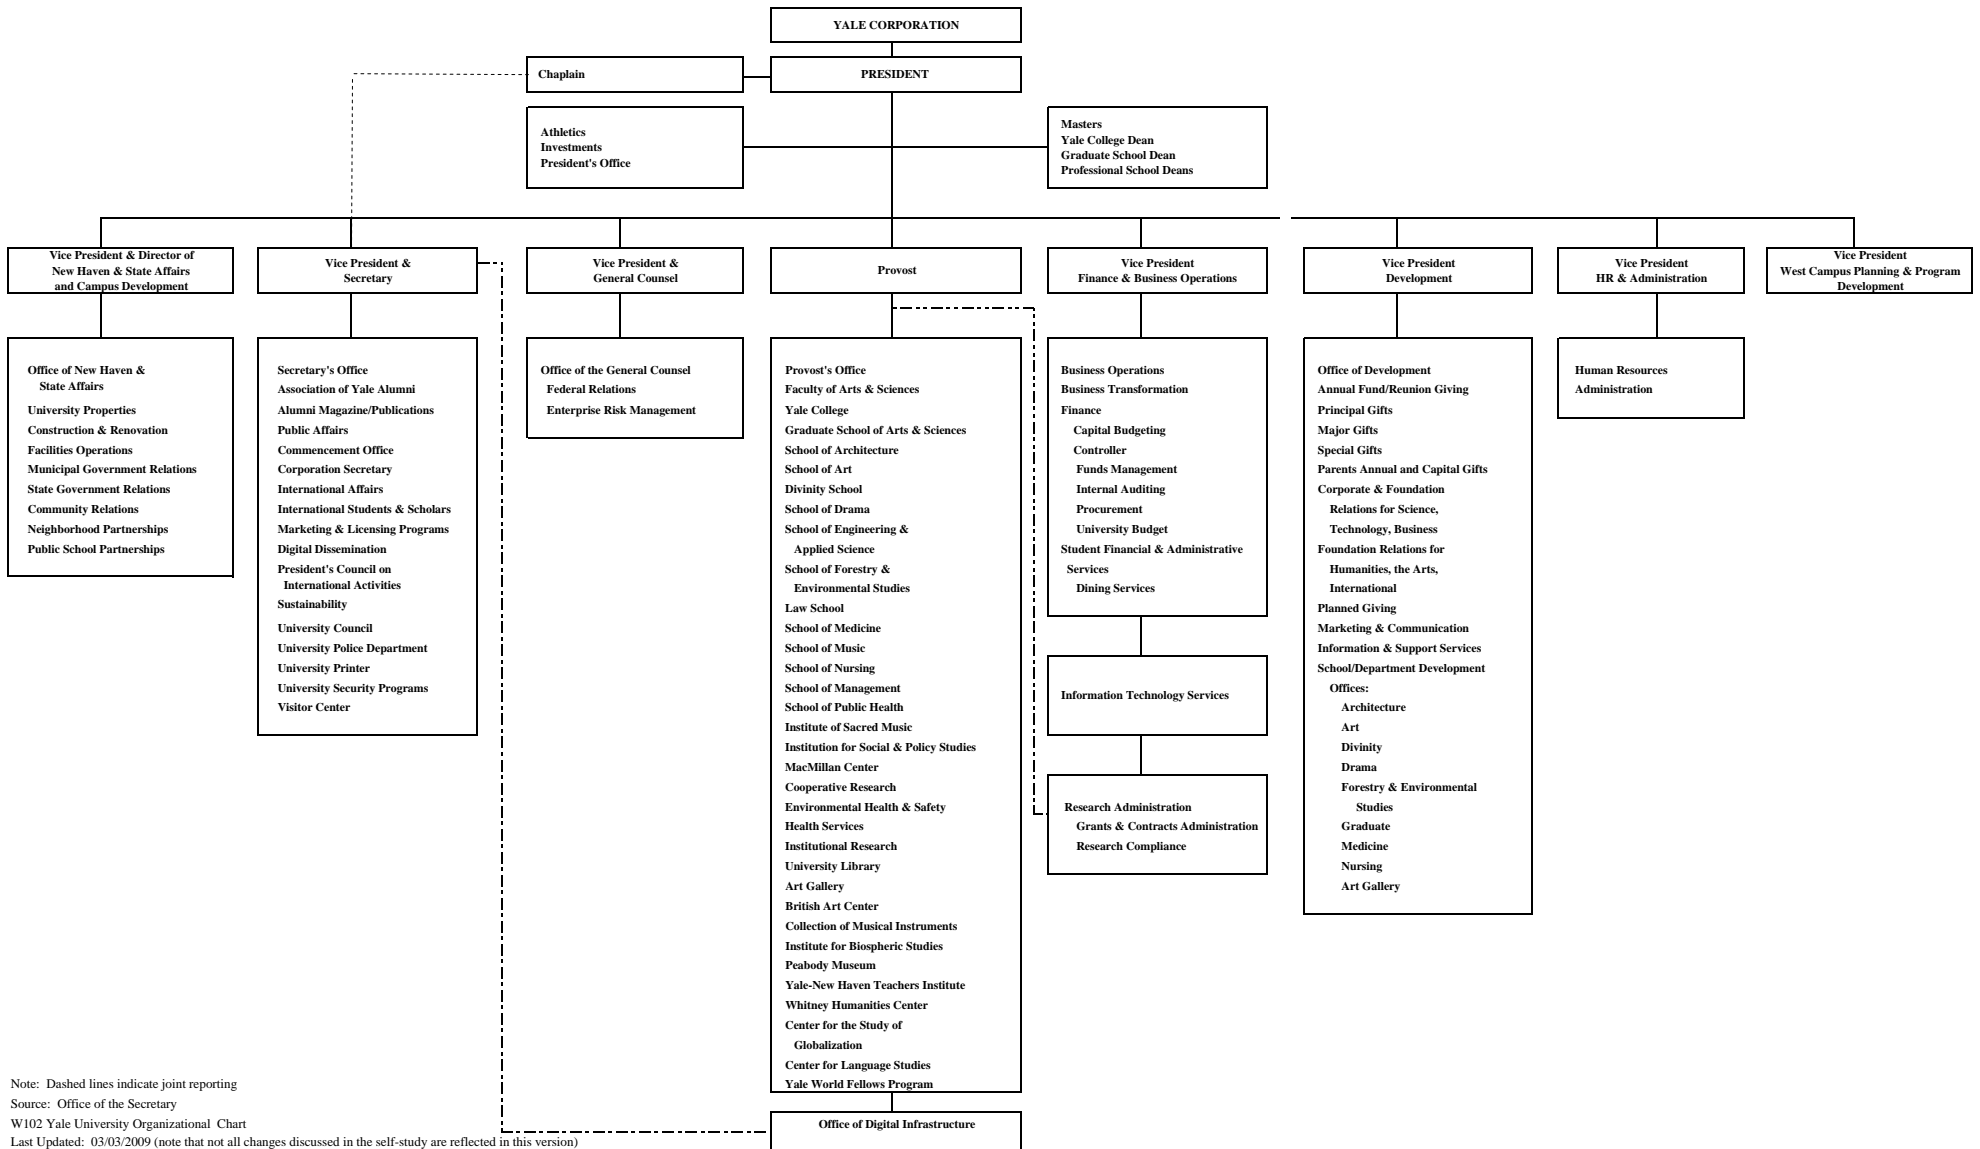 YALE CORPORATION
Chaplain
PRESIDENT
Athletics
Investments
President's Office
Masters
Yale College Dean
Graduate School Dean
Professional School Deans
Vice President & Director of
New Haven & State Affairs
and Campus Development
Vice President &
Secretary
Vice President &
General Counsel
Provost
Vice President
Finance & Business Operations
Vice President
Development
Vice President
HR & Administration
Vice President
West Campus Planning & Program
Development
Office of New Haven &
State Affairs
University Properties
Construction & Renovation
Facilities Operations
Municipal Government Relations
State Government Relations
Community Relations
Neighborhood Partnerships
Public School Partnerships
Secretary's Office
Association of Yale Alumni
Alumni Magazine/Publications
Public Affairs
Commencement Office
Corporation Secretary
International Affairs
International Students & Scholars
Marketing & Licensing Programs
Digital Dissemination
President's Council on
International Activities
Sustainability
University Council
University Police Department
University Printer
University Security Programs
Visitor Center
Office of the General Counsel
Federal Relations
Enterprise Risk Management
Provost's Office
Faculty of Arts & Sciences
Yale College
Graduate School of Arts & Sciences
School of Architecture
School of Art
Divinity School
School of Drama
School of Engineering &
Applied Science
School of Forestry &
Environmental Studies
Law School
School of Medicine
School of Music
School of Nursing
School of Management
School of Public Health
Institute of Sacred Music
Institution for Social & Policy Studies
MacMillan Center
Cooperative Research
Environmental Health & Safety
Health Services
Institutional Research
University Library
Art Gallery
British Art Center
Collection of Musical Instruments
Institute for Biospheric Studies
Peabody Museum
Yale-New Haven Teachers Institute
Whitney Humanities Center
Center for the Study of
Globalization
Center for Language Studies
Yale World Fellows Program
Office of Digital Infrastructure
Business Operations
Business Transformation
Finance
Capital Budgeting
Controller
Funds Management
Internal Auditing
Procurement
University Budget
Student Financial & Administrative
Services
Dining Services
Information Technology Services
Research Administration
Grants & Contracts Administration
Research Compliance
Office of Development
Annual Fund/Reunion Giving
Principal Gifts
Major Gifts
Special Gifts
Parents Annual and Capital Gifts
Corporate & Foundation
Relations for Science,
Technology, Business
Foundation Relations for
Humanities, the Arts,
International
Planned Giving
Marketing & Communication
Information & Support Services
School/Department Development
Offices:
Architecture
Art
Divinity
Drama
Forestry & Environmental
Studies
Graduate
Medicine
Nursing
Art Gallery
Human Resources
Administration
Note: Dashed lines indicate joint reporting
Source: Office of the Secretary
W102 Yale University Organizational Chart
Last Updated: 03/03/2009 (note that not all changes discussed in the self-study are reflected in this version)